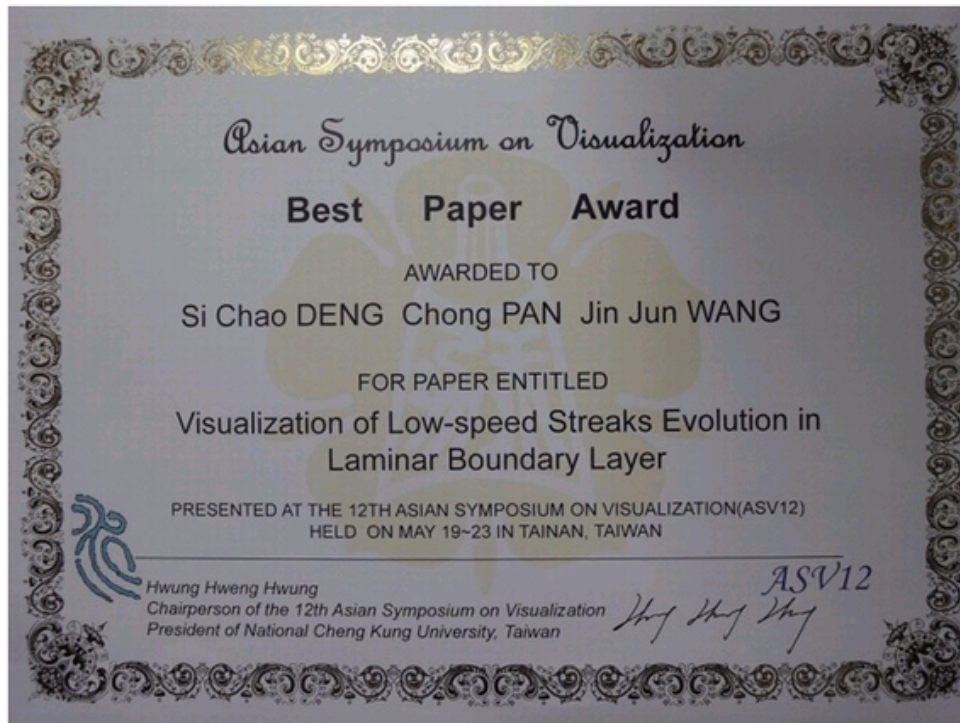 Asian Symposium on Visualization
Best Paper Award
AWARDED TO
Si Chao DENG Chong PAN Jin Jun WANG
FOR PAPER ENTITLED
Visualization of Low-speed Streaks Evolution in
Laminar Boundary Layer
PRESENTED AT THE 12TH ASIAN SYMPOSIUM ON VISUALIZATION(ASV12)
HELD ON MAY 19~23 IN TAINAN, TAIWAN
ASV12
Hwung Hweng Hwung
Chairperson of the 12th Asian Symposium on Visualization
President of National Cheng Kung University, Taiwan